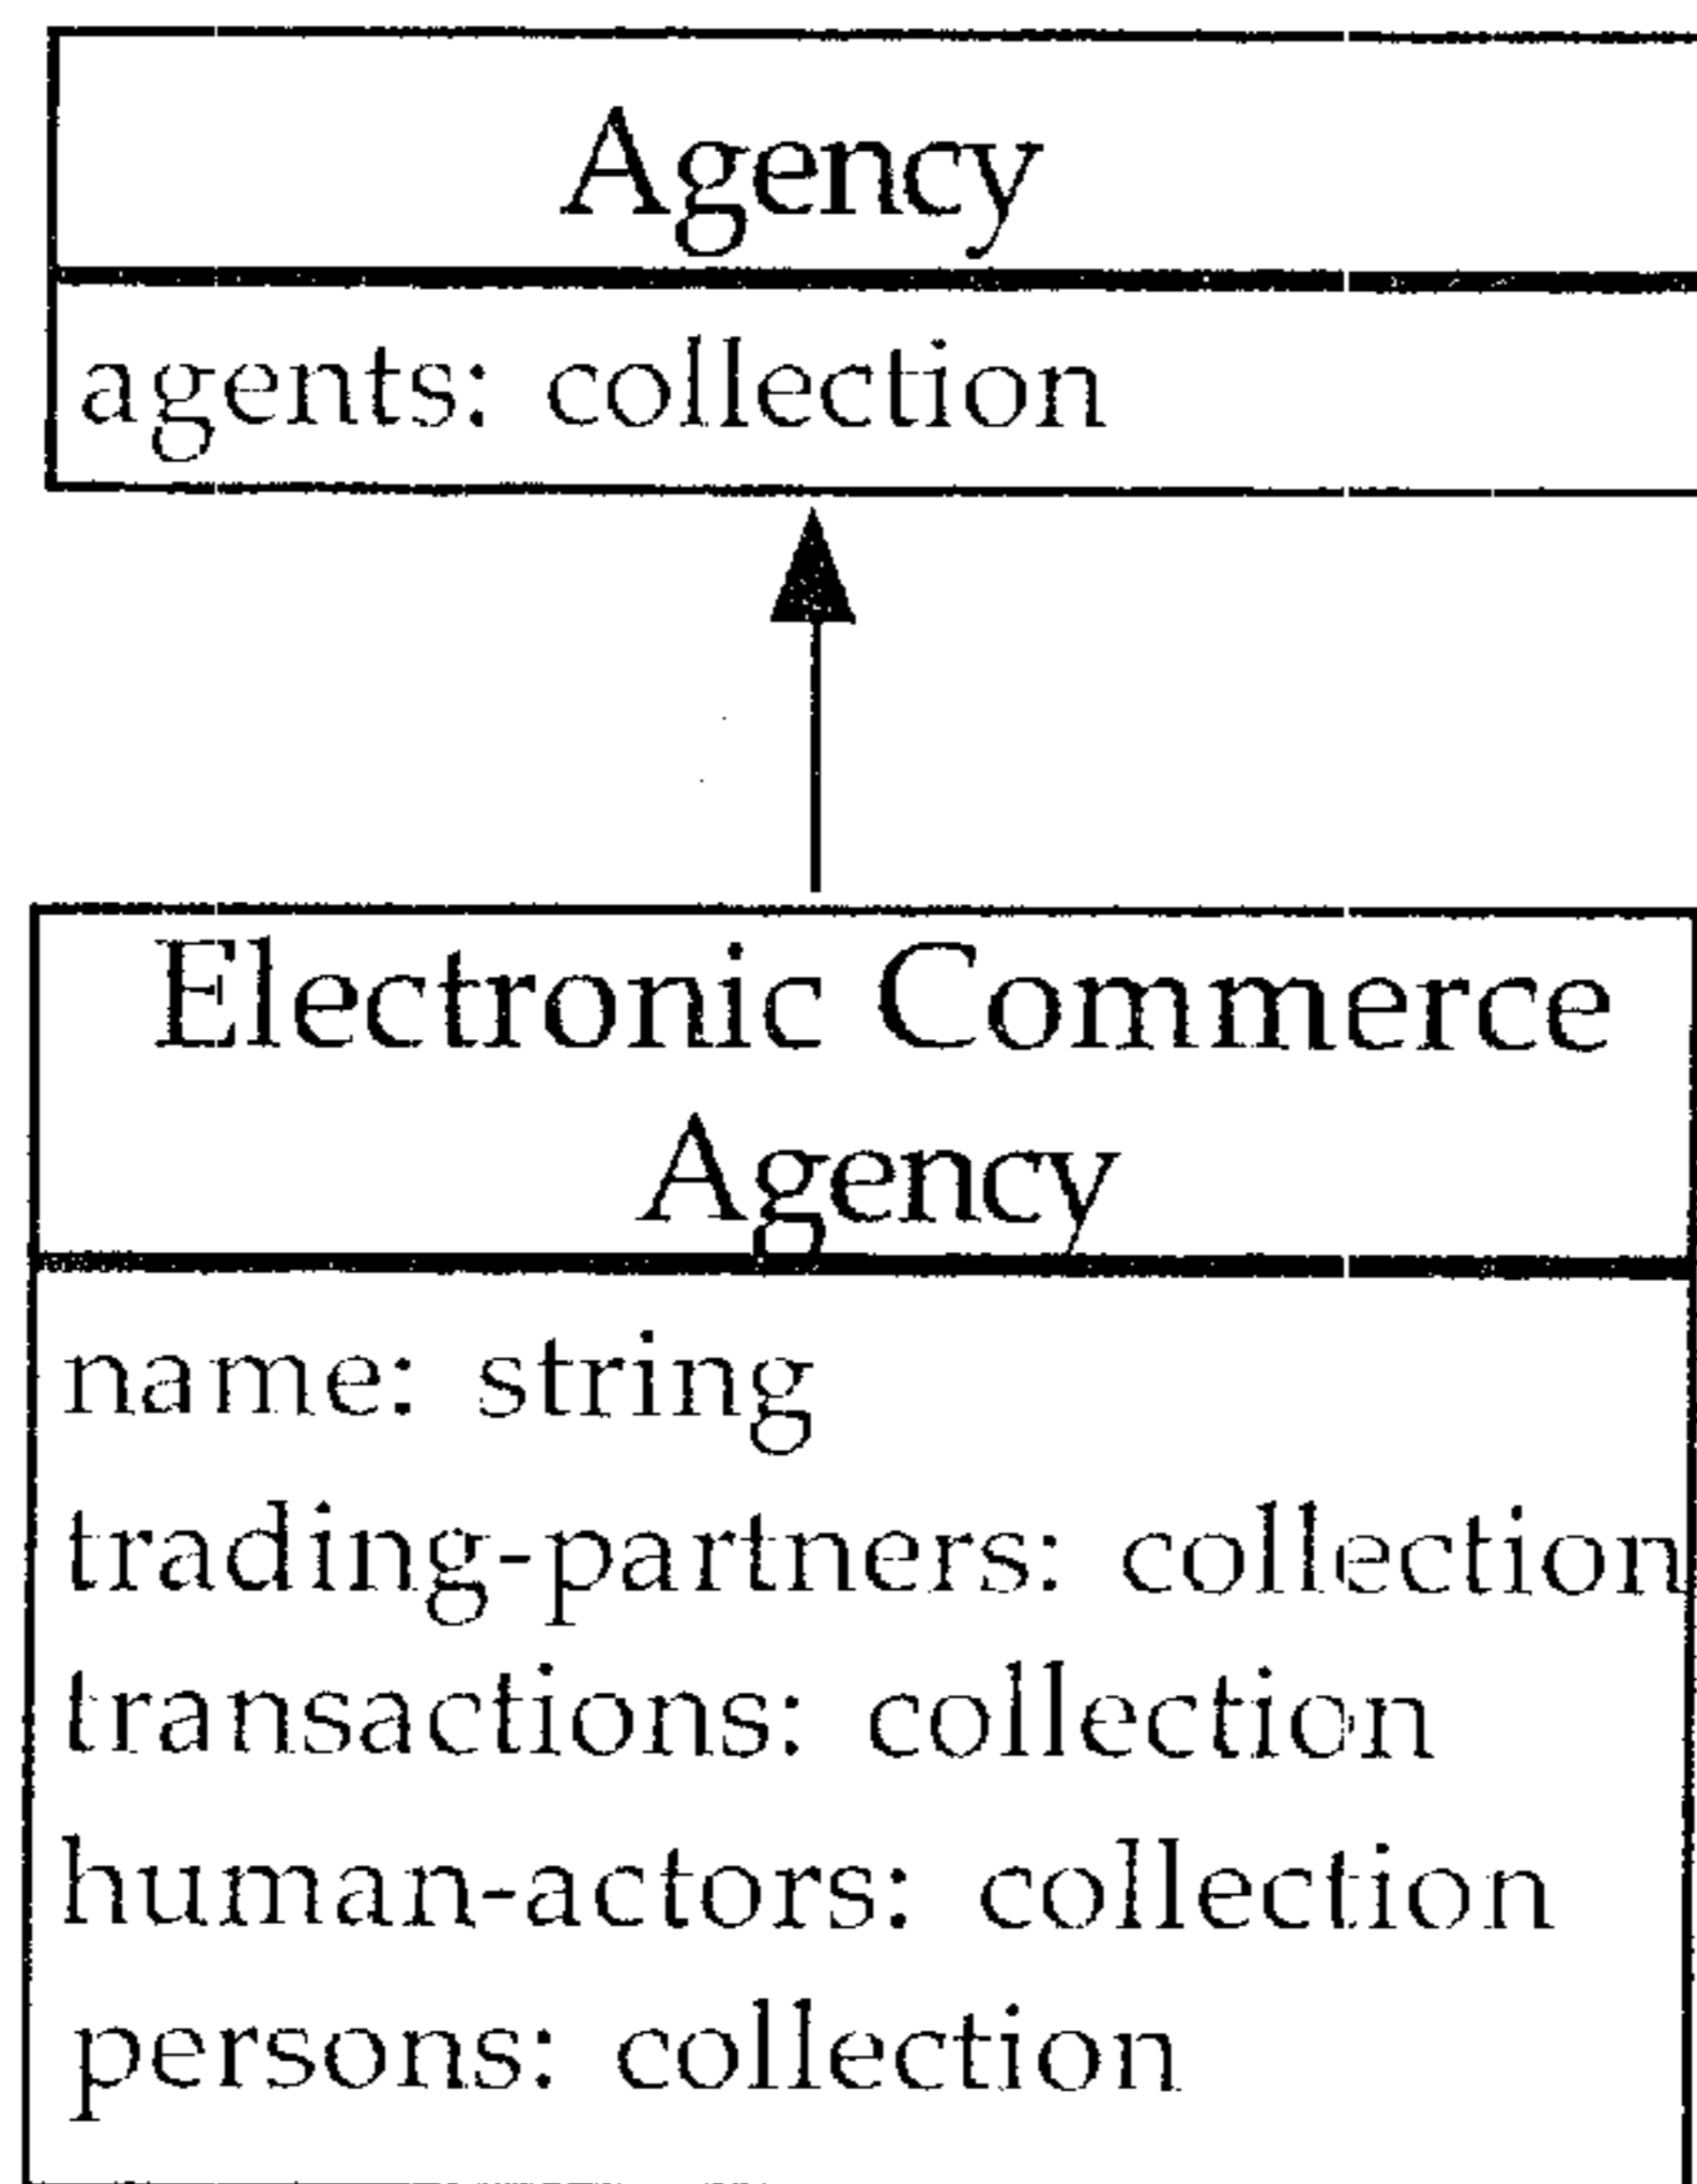 Agency
agents: collection
Electronic Commerce
Agency
name: string
trading-partners: collection
transactions: collection
human-actors: collection
persons: collection